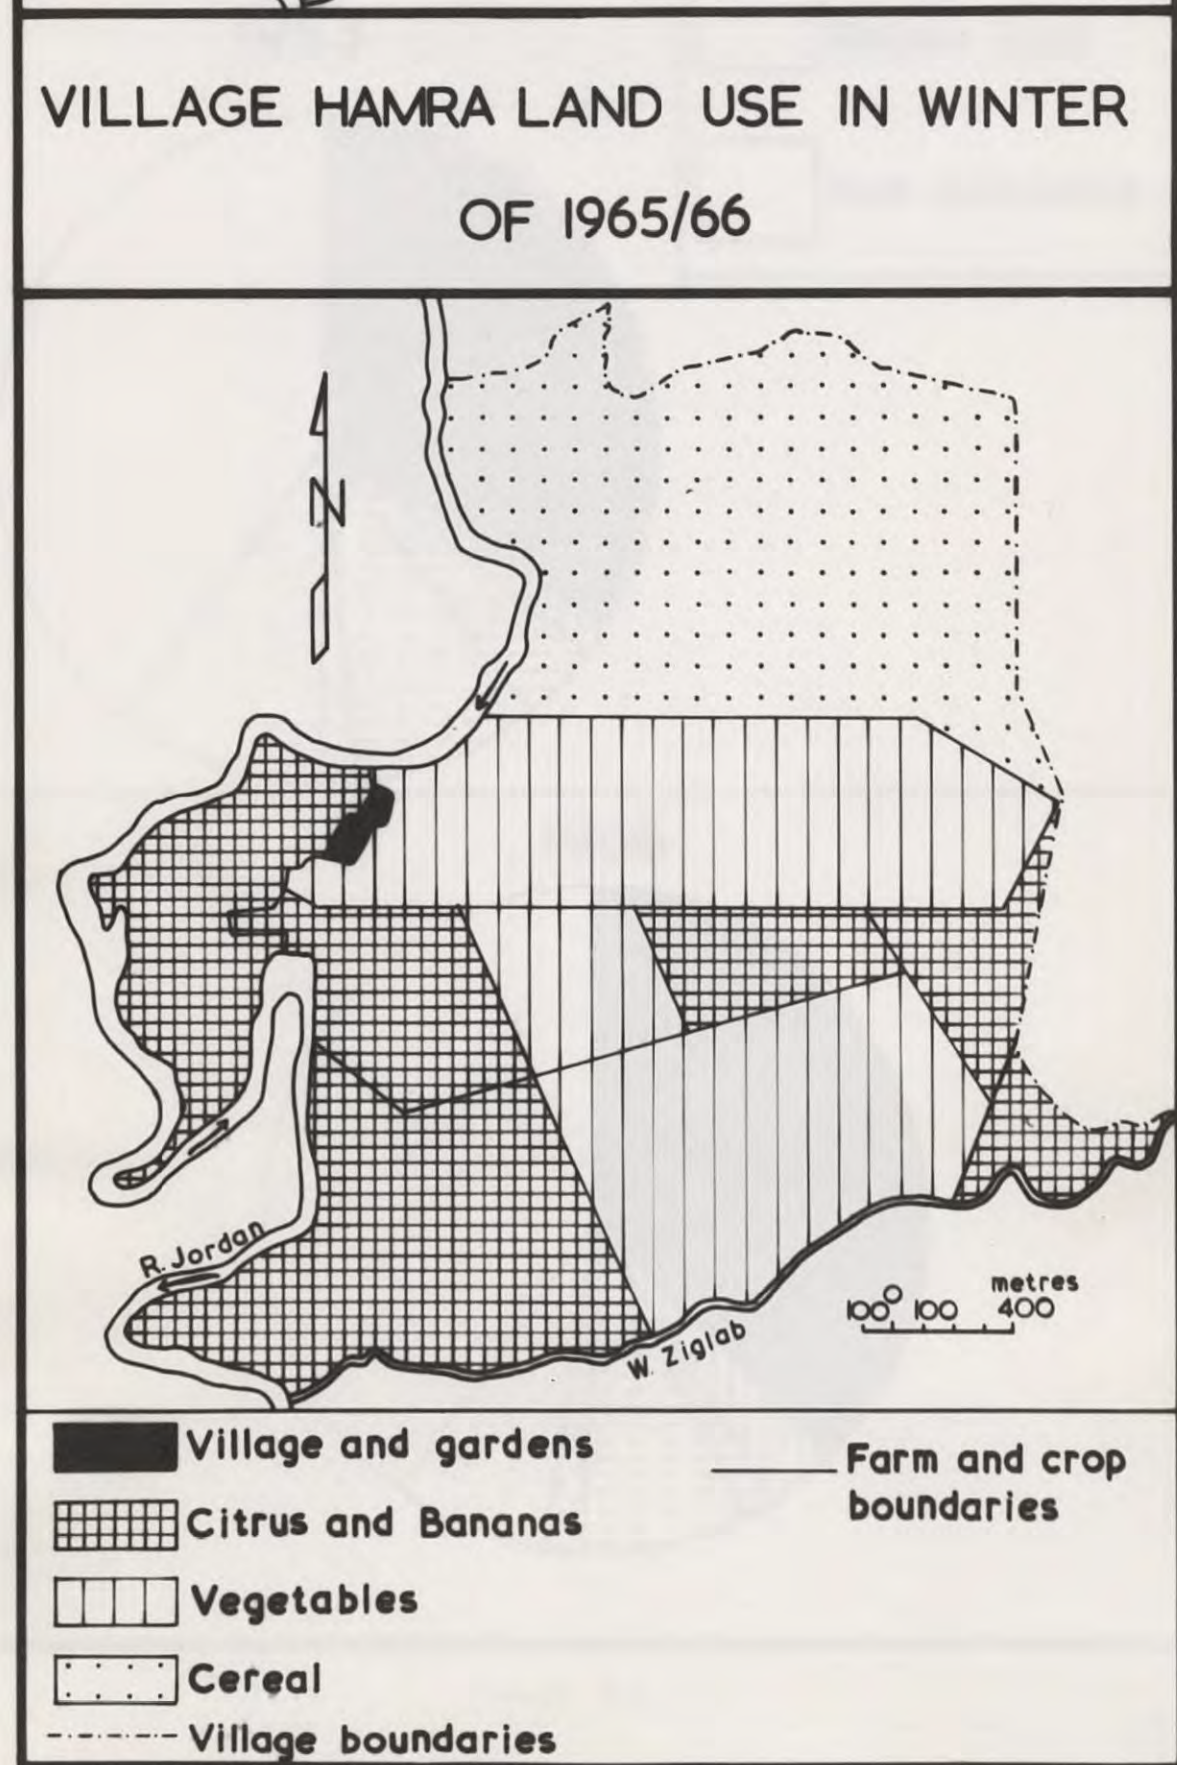 VILLAGE HAMRA LAND USE IN WINTER
OF 1965/66
N
R. Jordan
W. Ziglab
metres
100 0 100 400
Village and gardens
Citrus and Bananas
Vegetables
Cereal
Village boundaries
Farm and crop
boundaries